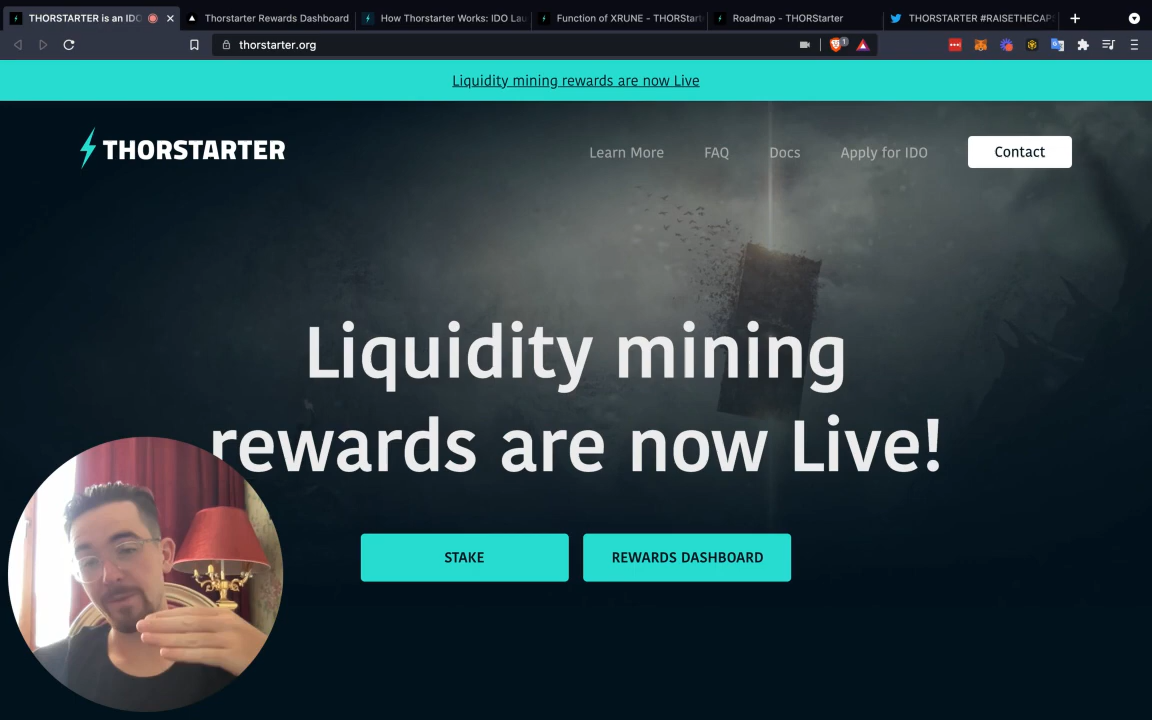 THORSTARTER is an IDO
Thorstarter Rewards Dashboard
How Thorstarter Works: IDO Lau
Function of XRUNE - THORStart
Roadmap - THORStarter
THORSTARTER #RAISETHECAPS
thorstarter.org
1
Liquidity mining rewards are now Live
THORSTARTER
Learn More
FAQ
Docs
Apply for IDO
Contact
Liquidity mining
rewards are now Live!
STAKE
REWARDS DASHBOARD